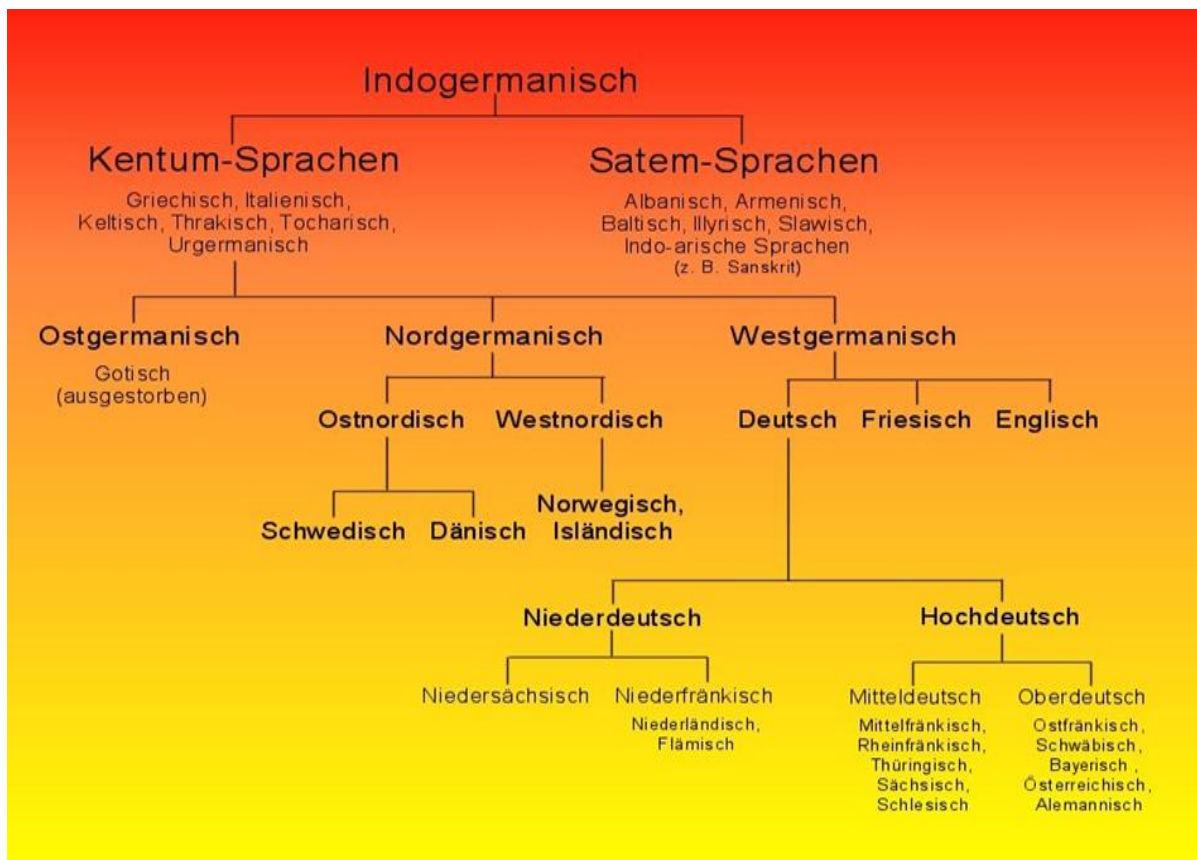 Indogermanisch
Kentum-Sprachen
Griechisch, Italienisch,
Keltisch, Thrakisch, Tocharisch,
Urgermanisch
Satem-Sprachen
Albanisch, Armenisch,
Baltisch, Illyrisch, Slawisch,
Indo-arische Sprachen
(z. B. Sanskrit)
Ostgermanisch
Gotisch
(ausgestorben)
Nordgermanisch
Westgermanisch
Ostnordisch
Westnordisch
Deutsch
Friesisch
Englisch
Schwedisch
Dänisch
Norwegisch,
Isländisch
Niederdeutsch
Hochdeutsch
Niedersächsisch
Niederfränkisch
Niederländisch,
Flämisch
Mitteldeutsch
Mittelfränkisch,
Rheinfränkisch,
Thüringisch,
Sächsisch,
Schlesisch
Oberdeutsch
Ostfränkisch,
Schwäbisch,
Bayerisch ,
Österreichisch,
Alemannisch